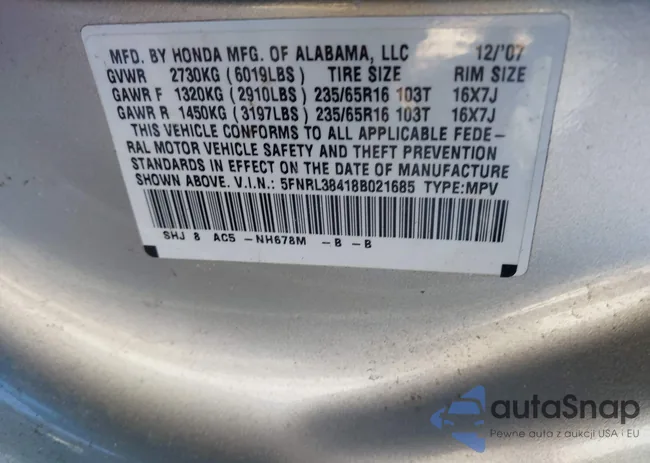 MFD. BY HONDA MFG. OF ALABAMA, LLC 12/'07
GVWR 2730KG (6019LBS) TIRE SIZE RIM SIZE
GAWR F 1320KG (2910LBS) 235/65R16 103T 16X7J
GAWR R 1450KG (3197LBS) 235/65R16 103T 16X7J
THIS VEHICLE CONFORMS TO ALL APPLICABLE FEDE-
RAL MOTOR VEHICLE SAFETY AND THEFT PREVENTION
STANDARDS IN EFFECT ON THE DATE OF MANUFACTURE
SHOWN ABOVE. V.I.N.: 5FNRL38418B021685 TYPE:MPV
SHJ 8 AC5 -NH678M -B -B
autaSnap
Pewne auta z aukcji USA i EU